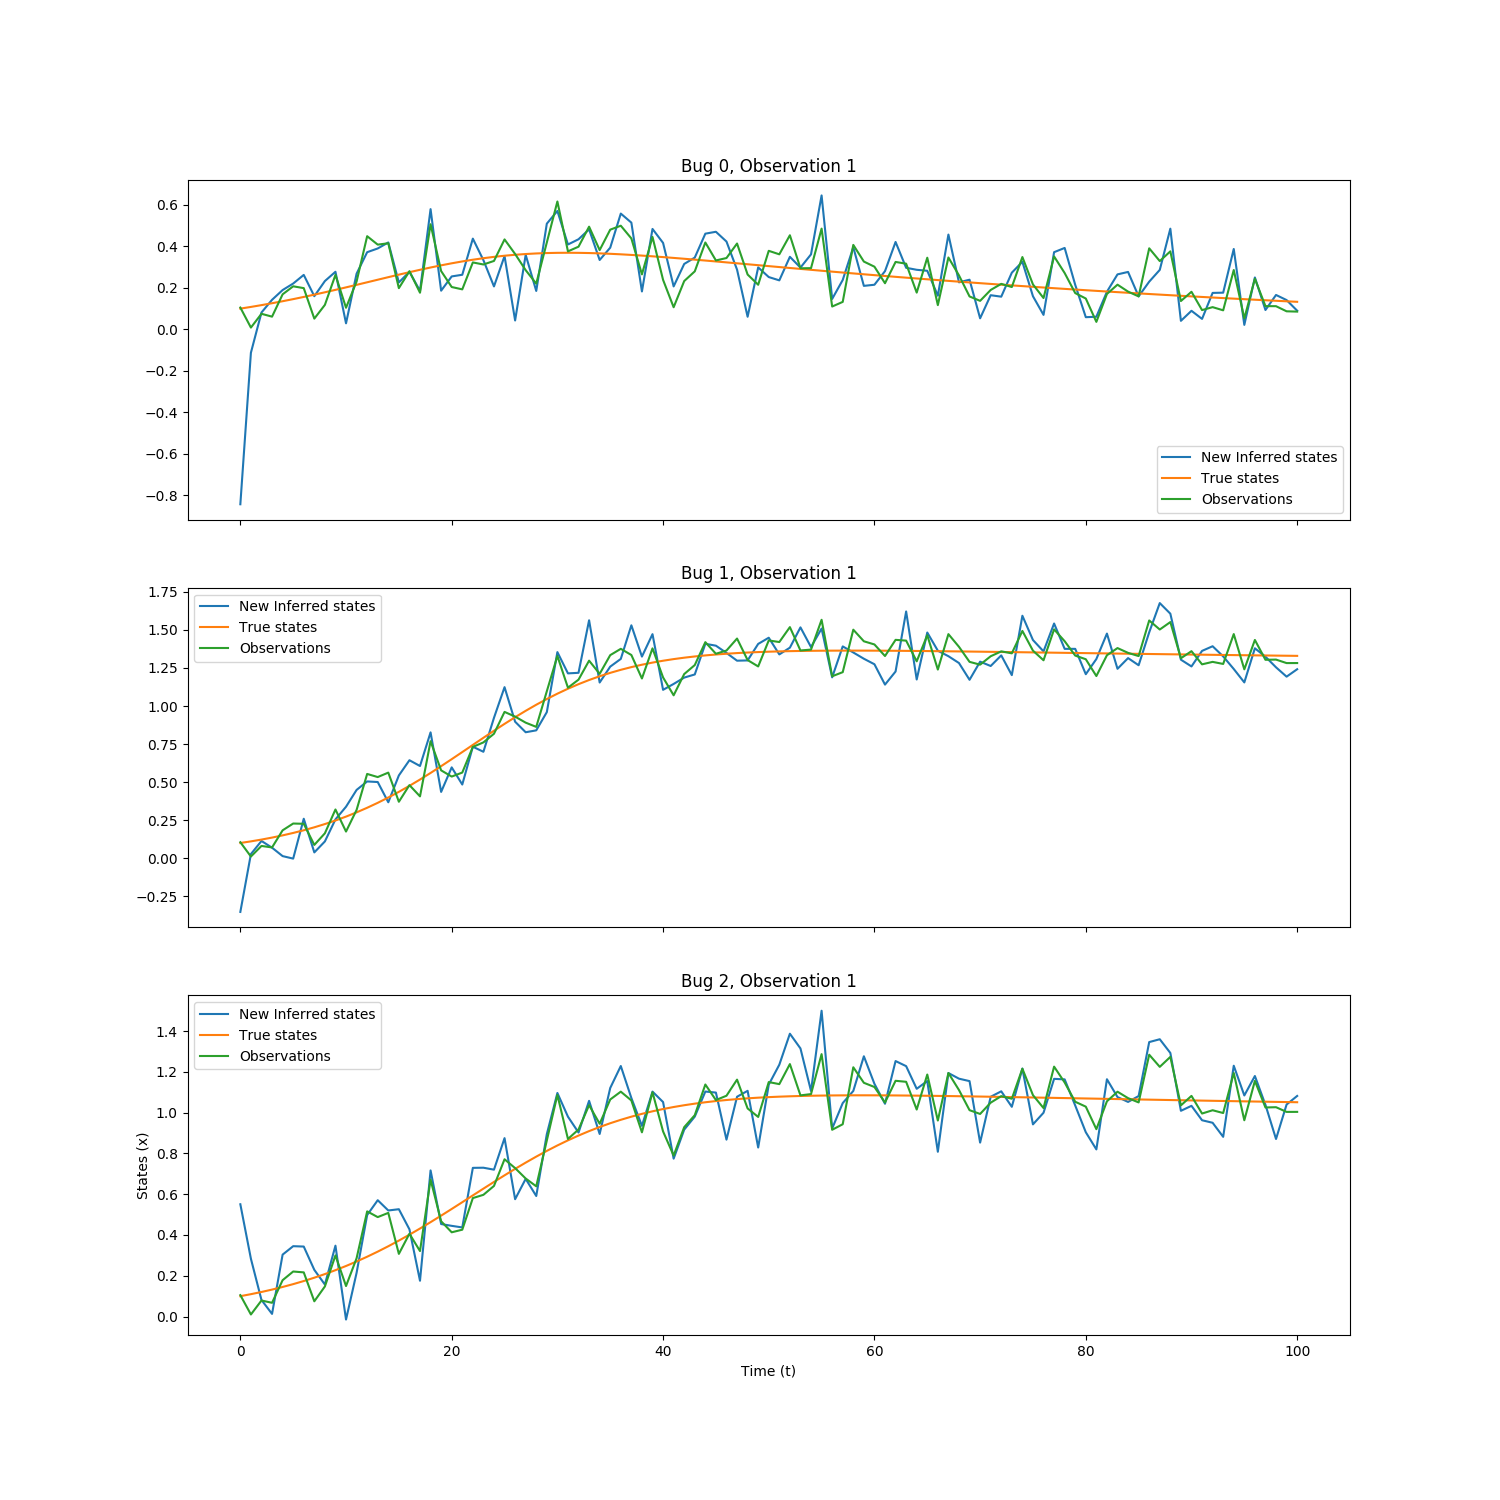 Bug 0, Observation 1
0.6
0.4
0.2
0.0
−0.2
−0.4
−0.6
−0.8
New Inferred states
True states
Observations
Bug 1, Observation 1
1.75
1.50
1.25
1.00
0.75
0.50
0.25
0.00
−0.25
New Inferred states
True states
Observations
Bug 2, Observation 1
States (x)
1.4
1.2
1.0
0.8
0.6
0.4
0.2
0.0
New Inferred states
True states
Observations
0 20 40 60 80 100
Time (t)